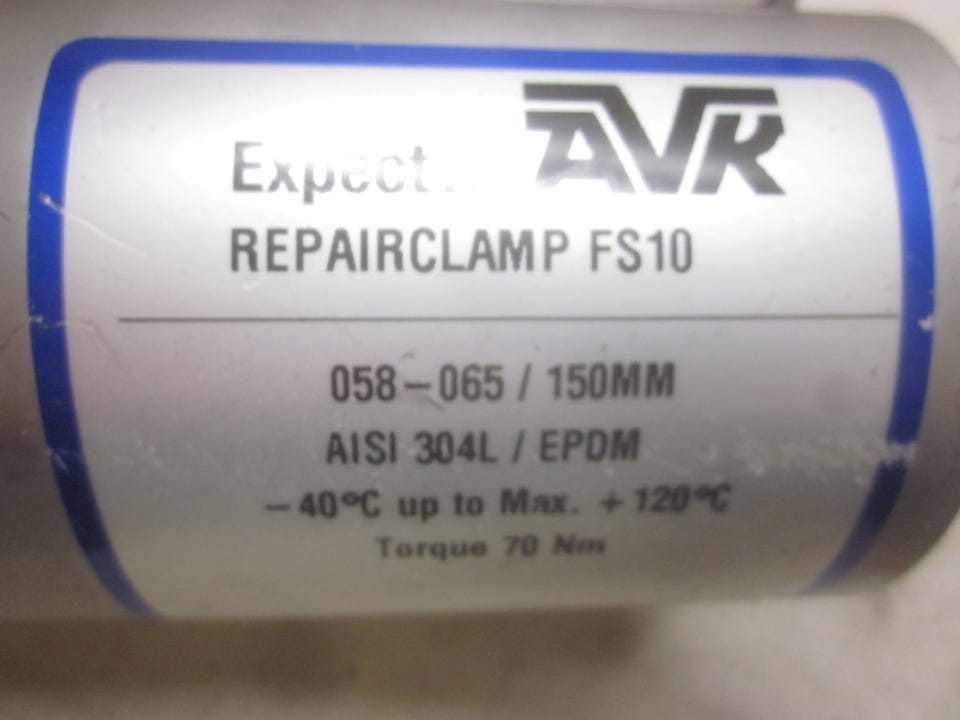 Expect... AVK
REPAIRCLAMP FS10
058-065 / 150MM
AISI 304L / EPDM
-40°C up to Max. +120°C
Torque 70 Nm